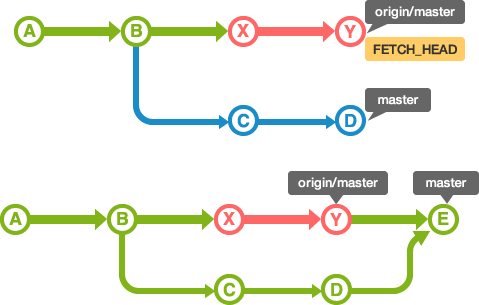 origin/master
A B X Y
FETCH_HEAD
master
C D
origin/master master
A B X Y E
C D